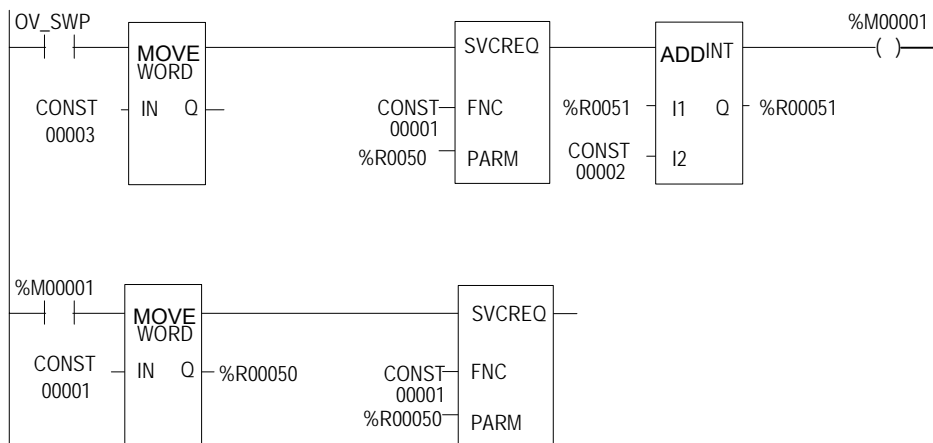 OV_SWP %M00001
MOVE WORD SVCREQ ADD INT
CONST 00003 IN Q CONST 00001 FNC %R0051 I1 Q %R00051
%R0050 PARM CONST 00002 I2
%M00001
MOVE WORD SVCREQ
CONST 00001 IN Q %R00050 CONST 00001 FNC
%R00050 PARM